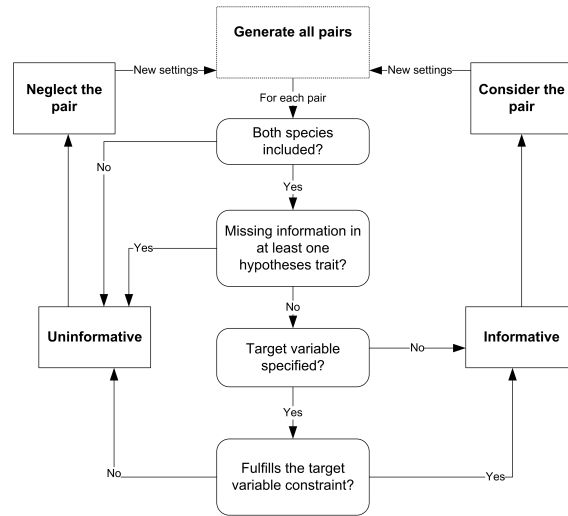 Generate all pairs
New settings
New settings
Neglect the
pair
Consider the
pair
For each pair
Both species
included?
No
Yes
Missing information in
at least one
hypotheses trait?
Yes
No
Uninformative
Informative
Target variable
specified?
No
Yes
Fulfills the target
variable constraint?
No
Yes